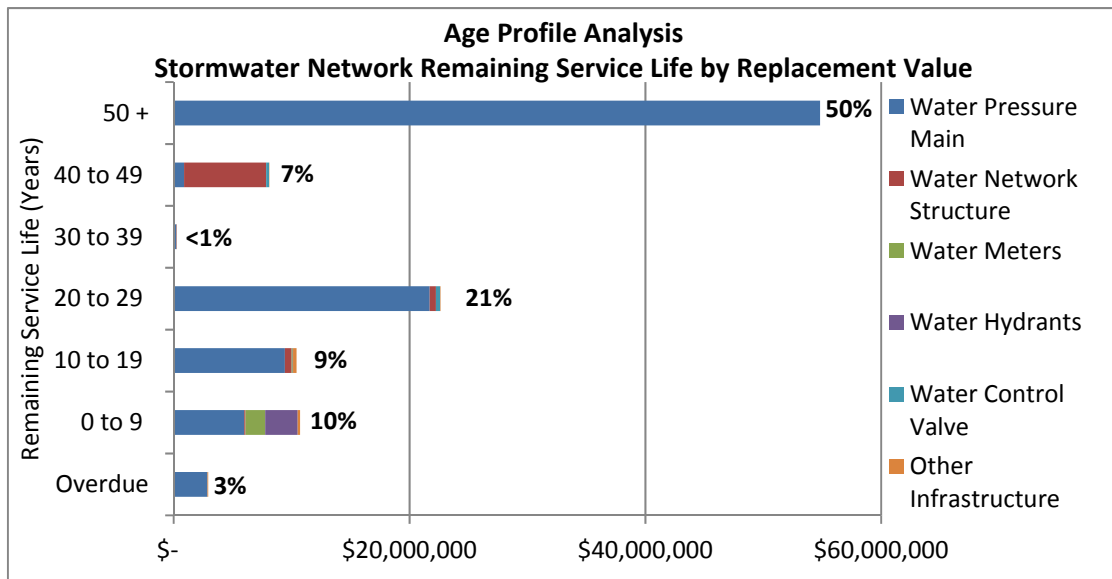 Age Profile Analysis
Stormwater Network Remaining Service Life by Replacement Value
Remaining Service Life (Years)
50 +
50%
40 to 49
7%
30 to 39
<1%
20 to 29
21%
10 to 19
9%
0 to 9
10%
Overdue
3%
$-
$20,000,000
$40,000,000
$60,000,000
Water Pressure
Main
Water Network
Structure
Water Meters
Water Hydrants
Water Control
Valve
Other
Infrastructure